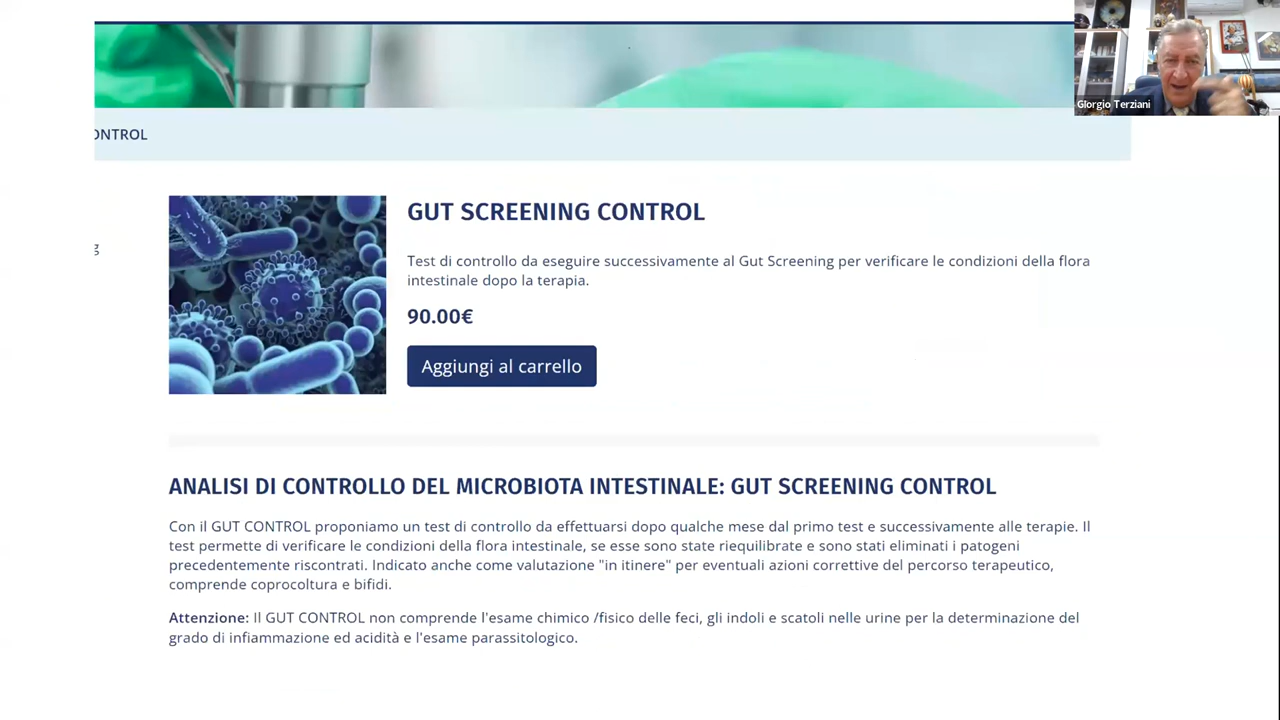 Giorgio Terziani
CONTROL
GUT SCREENING CONTROL
g
Test di controllo da eseguire successivamente al Gut Screening per verificare le condizioni della flora
intestinale dopo la terapia.
90.00€
Aggiungi al carrello
ANALISI DI CONTROLLO DEL MICROBIOTA INTESTINALE: GUT SCREENING CONTROL
Con il GUT CONTROL proponiamo un test di controllo da effettuarsi dopo qualche mese dal primo test e successivamente alle terapie. Il
test permette di verificare le condizioni della flora intestinale, se esse sono state riequilibrate e sono stati eliminati i patogeni
precedentemente riscontrati. Indicato anche come valutazione "in itinere" per eventuali azioni correttive del percorso terapeutico,
comprende coprocoltura e bifidi.
Attenzione: Il GUT CONTROL non comprende l'esame chimico /fisico delle feci, gli indoli e scatoli nelle urine per la determinazione del
grado di infiammazione ed acidità e l'esame parassitologico.